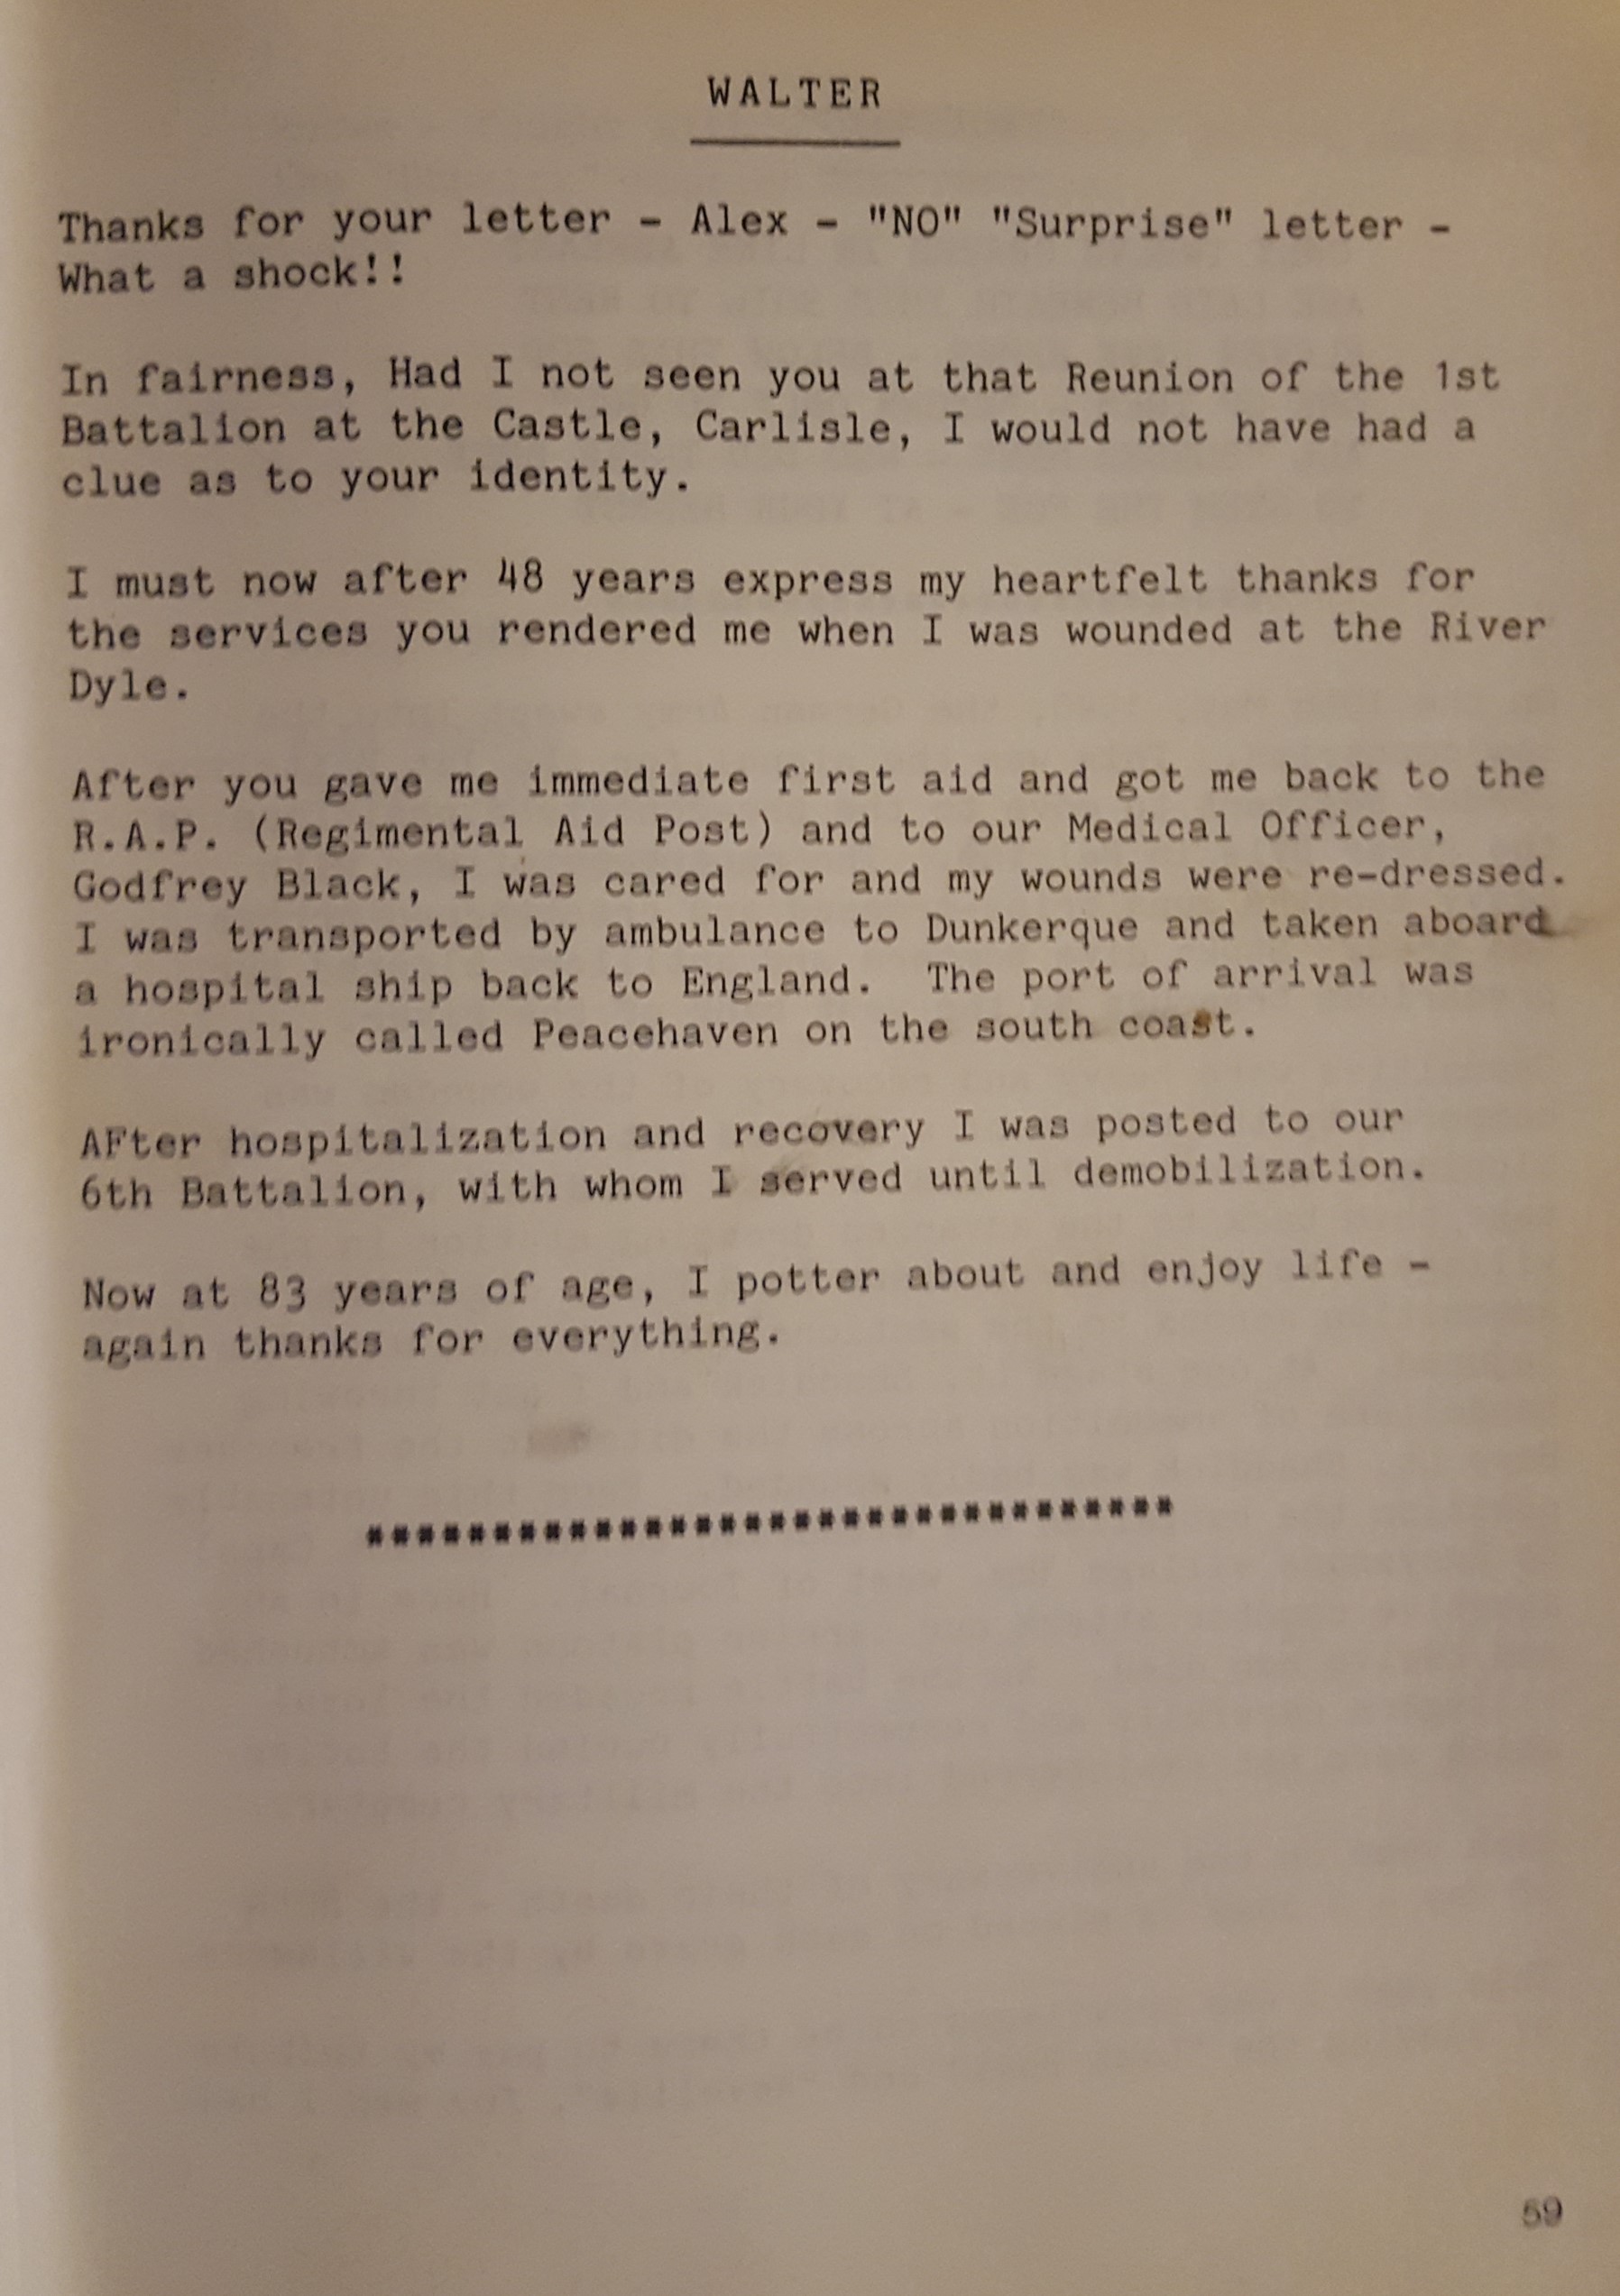 WALTER
Thanks for your letter - Alex - "NO" "Surprise" letter -
What a shock!!
In fairness, Had I not seen you at that Reunion of the 1st
Battalion at the Castle, Carlisle, I would not have had a
clue as to your identity.
I must now after 48 years express my heartfelt thanks for
the services you rendered me when I was wounded at the River
Dyle.
After you gave me immediate first aid and got me back to the
R.A.P. (Regimental Aid Post) and to our Medical Officer,
Godfrey Black, I was cared for and my wounds were re-dressed.
I was transported by ambulance to Dunkerque and taken aboard
a hospital ship back to England. The port of arrival was
ironically called Peacehaven on the south coast.
AFter hospitalization and recovery I was posted to our
6th Battalion, with whom I served until demobilization.
Now at 83 years of age, I potter about and enjoy life -
again thanks for everything.
*********************************
59